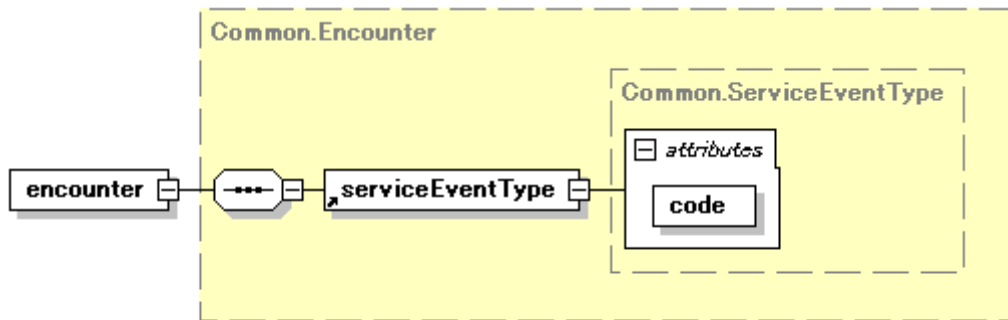 Common.Encounter
Common.ServiceEventType
attributes
encounter
serviceEventType
code